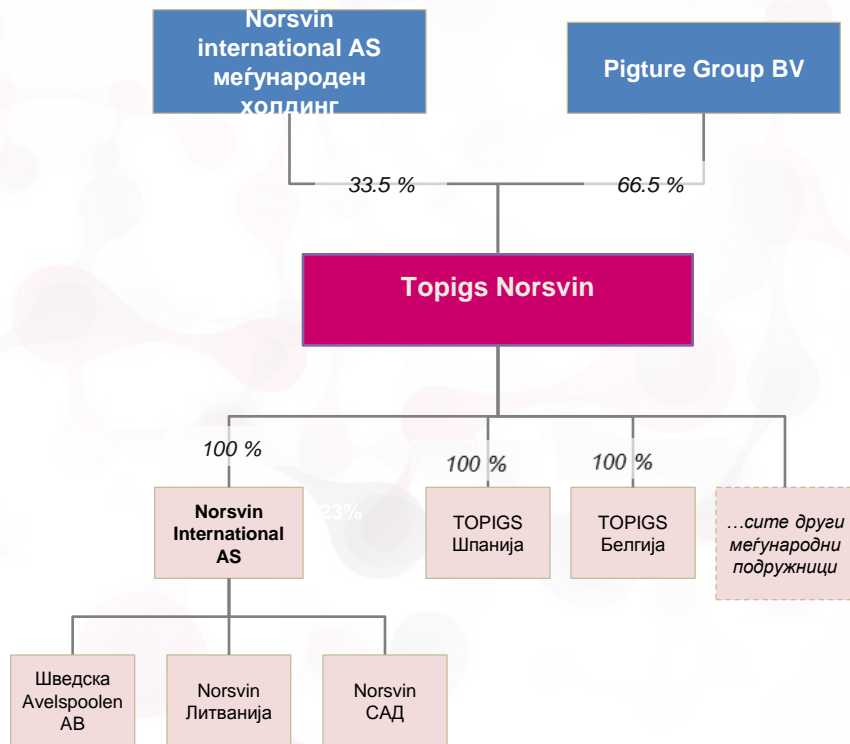 Norsvin
international AS
меѓународен
холдинг
Pigture Group BV
33.5 %
66.5 %
Topigs Norsvin
100 %
100 %
100 %
Norsvin
International
AS
23%
TOPIGS
Шпанија
TOPIGS
Белгија
...сите други
меѓународни
подружници
Шведска
Avelspoolen
AB
Norsvin
Литванија
Norsvin
САД